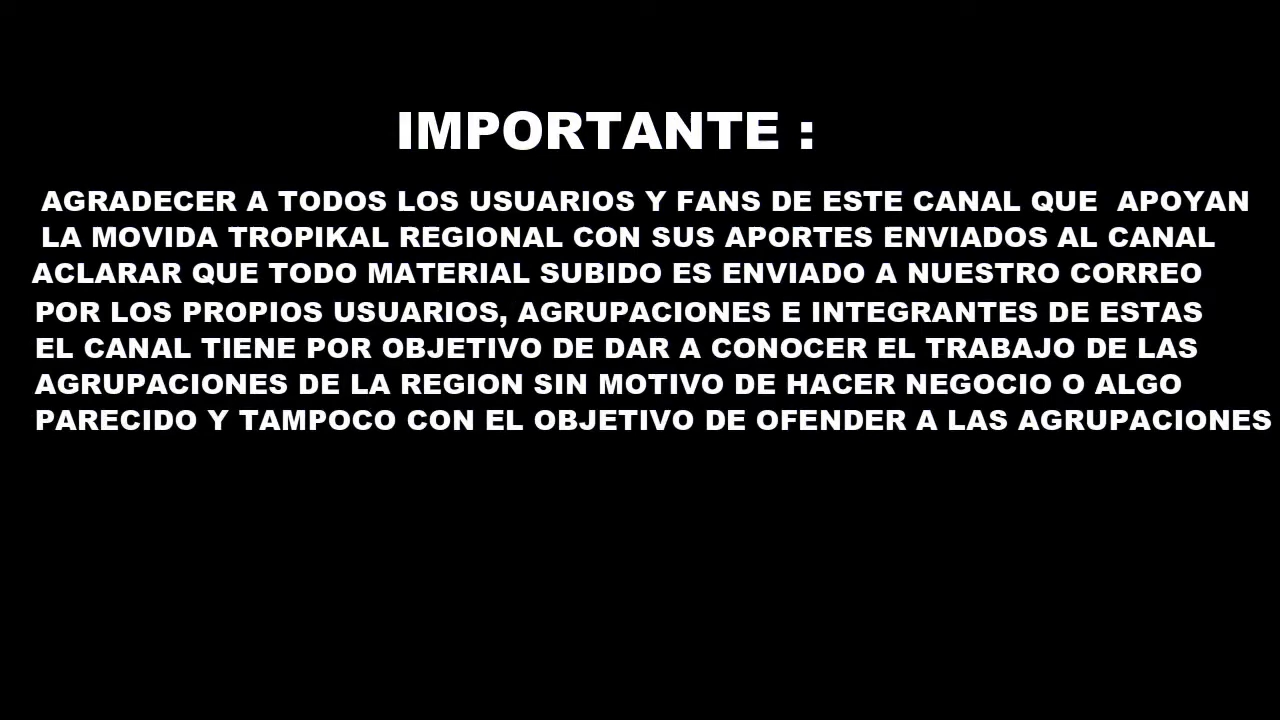 IMPORTANTE :
AGRADECER A TODOS LOS USUARIOS Y FANS DE ESTE CANAL QUE APOYAN
LA MOVIDA TROPIKAL REGIONAL CON SUS APORTES ENVIADOS AL CANAL
ACLARAR QUE TODO MATERIAL SUBIDO ES ENVIADO A NUESTRO CORREO
POR LOS PROPIOS USUARIOS, AGRUPACIONES E INTEGRANTES DE ESTAS
EL CANAL TIENE POR OBJETIVO DE DAR A CONOCER EL TRABAJO DE LAS
AGRUPACIONES DE LA REGION SIN MOTIVO DE HACER NEGOCIO O ALGO
PARECIDO Y TAMPOCO CON EL OBJETIVO DE OFENDER A LAS AGRUPACIONES